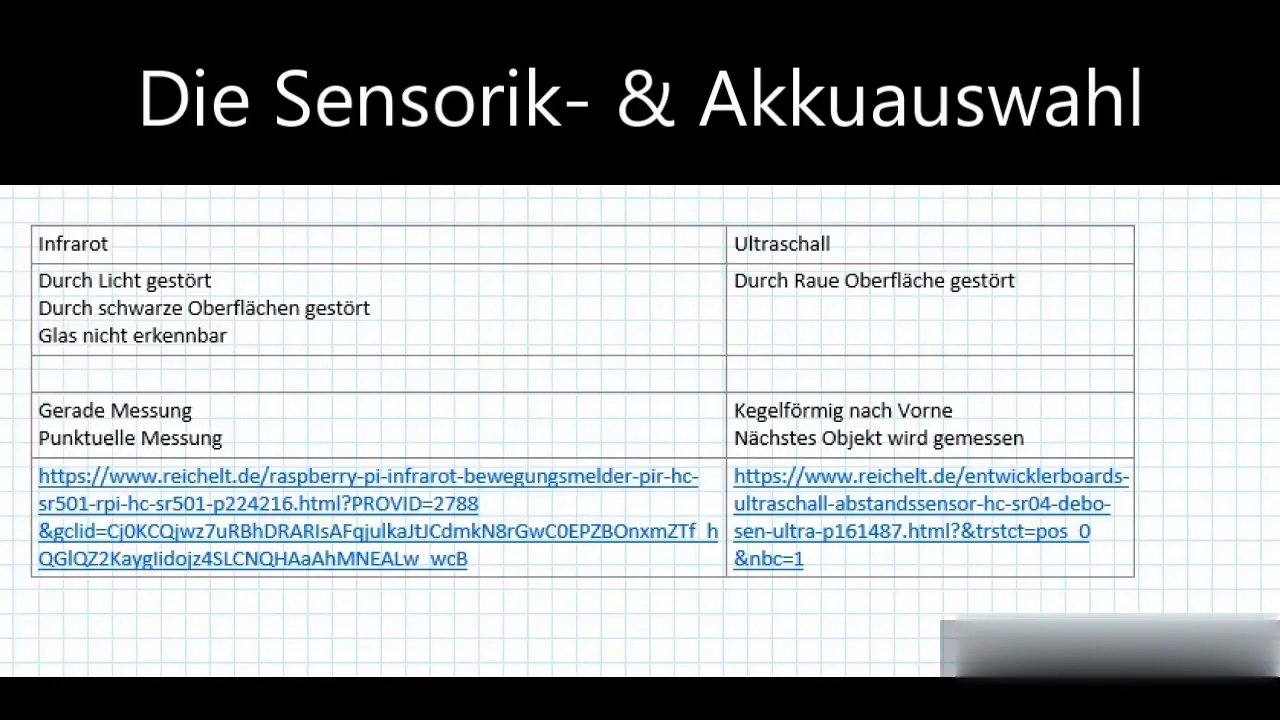 Die Sensorik- & Akkuauswahl
Infrarot
Ultraschall
Durch Licht gestört
Durch schwarze Oberflächen gestört
Glas nicht erkennbar
Durch Raue Oberfläche gestört
Gerade Messung
Punktuelle Messung
Kegelförmig nach Vorne
Nächstes Objekt wird gemessen
https://www.reichelt.de/raspberry-pi-infrarot-bewegungsmelder-pir-hc-
sr501-rpi-hc-sr501-p224216.html?PROVID=2788
&gclid=Cj0KCQjwz7uRBhDRARIsAFqjulkaJtJCdmkN8rGwC0EPZBOnxmZTf_h
QGlQZ2KaygIidojz4SLCNQHAaAhMNEALw_wcB
https://www.reichelt.de/entwicklerboards-
ultraschall-abstandssensor-hc-sr04-debo-
sen-ultra-p161487.html?&trstct=pos_0
&nbc=1